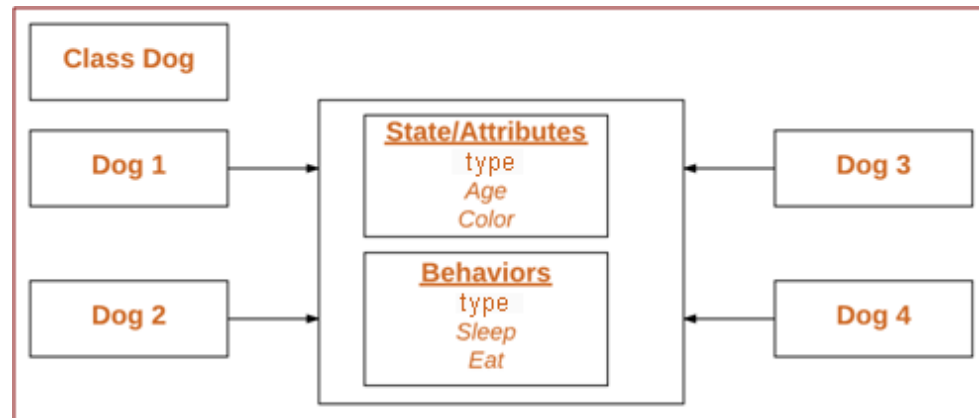 Class Dog
Dog 1
Dog 2
State/Attributes
type
Age
Color
Behaviors
type
Sleep
Eat
Dog 3
Dog 4